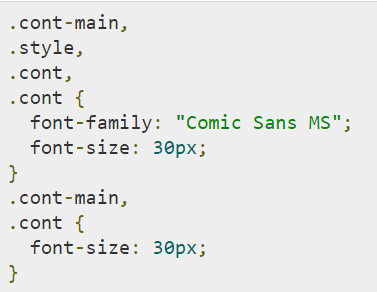 .cont-main,
.style,
.cont,
.cont {
  font-family: "Comic Sans MS";
  font-size: 30px;
}
.cont-main,
.cont {
  font-size: 30px;
}